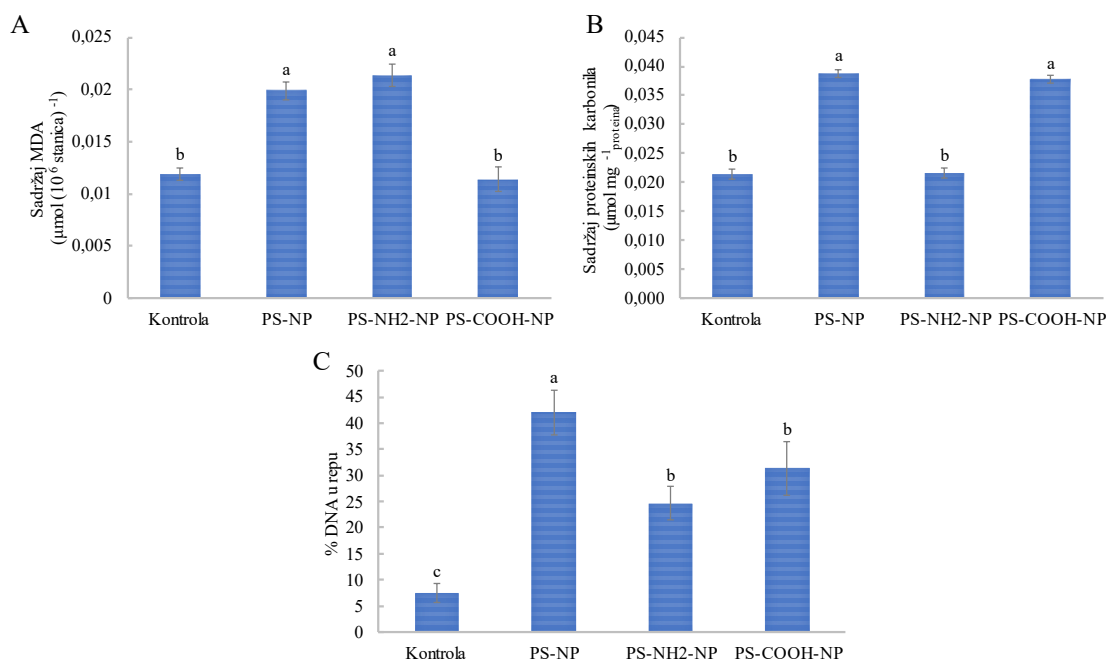 A
Sadržaj MDA
(µmol (10⁶ stanica)⁻¹)
0,025
0,02
0,015
0,01
0,005
0
b
a
a
b
Kontrola PS-NP PS-NH2-NP PS-COOH-NP
B
Sadržaj proteinskih karbonila
(µmol mg⁻¹proteina)
0,045
0,040
0,035
0,030
0,025
0,020
0,015
0,010
0,005
0,000
b
a
b
a
Kontrola PS-NP PS-NH2-NP PS-COOH-NP
C
% DNA u repu
50
45
40
35
30
25
20
15
10
5
0
c
a
b
b
Kontrola PS-NP PS-NH2-NP PS-COOH-NP